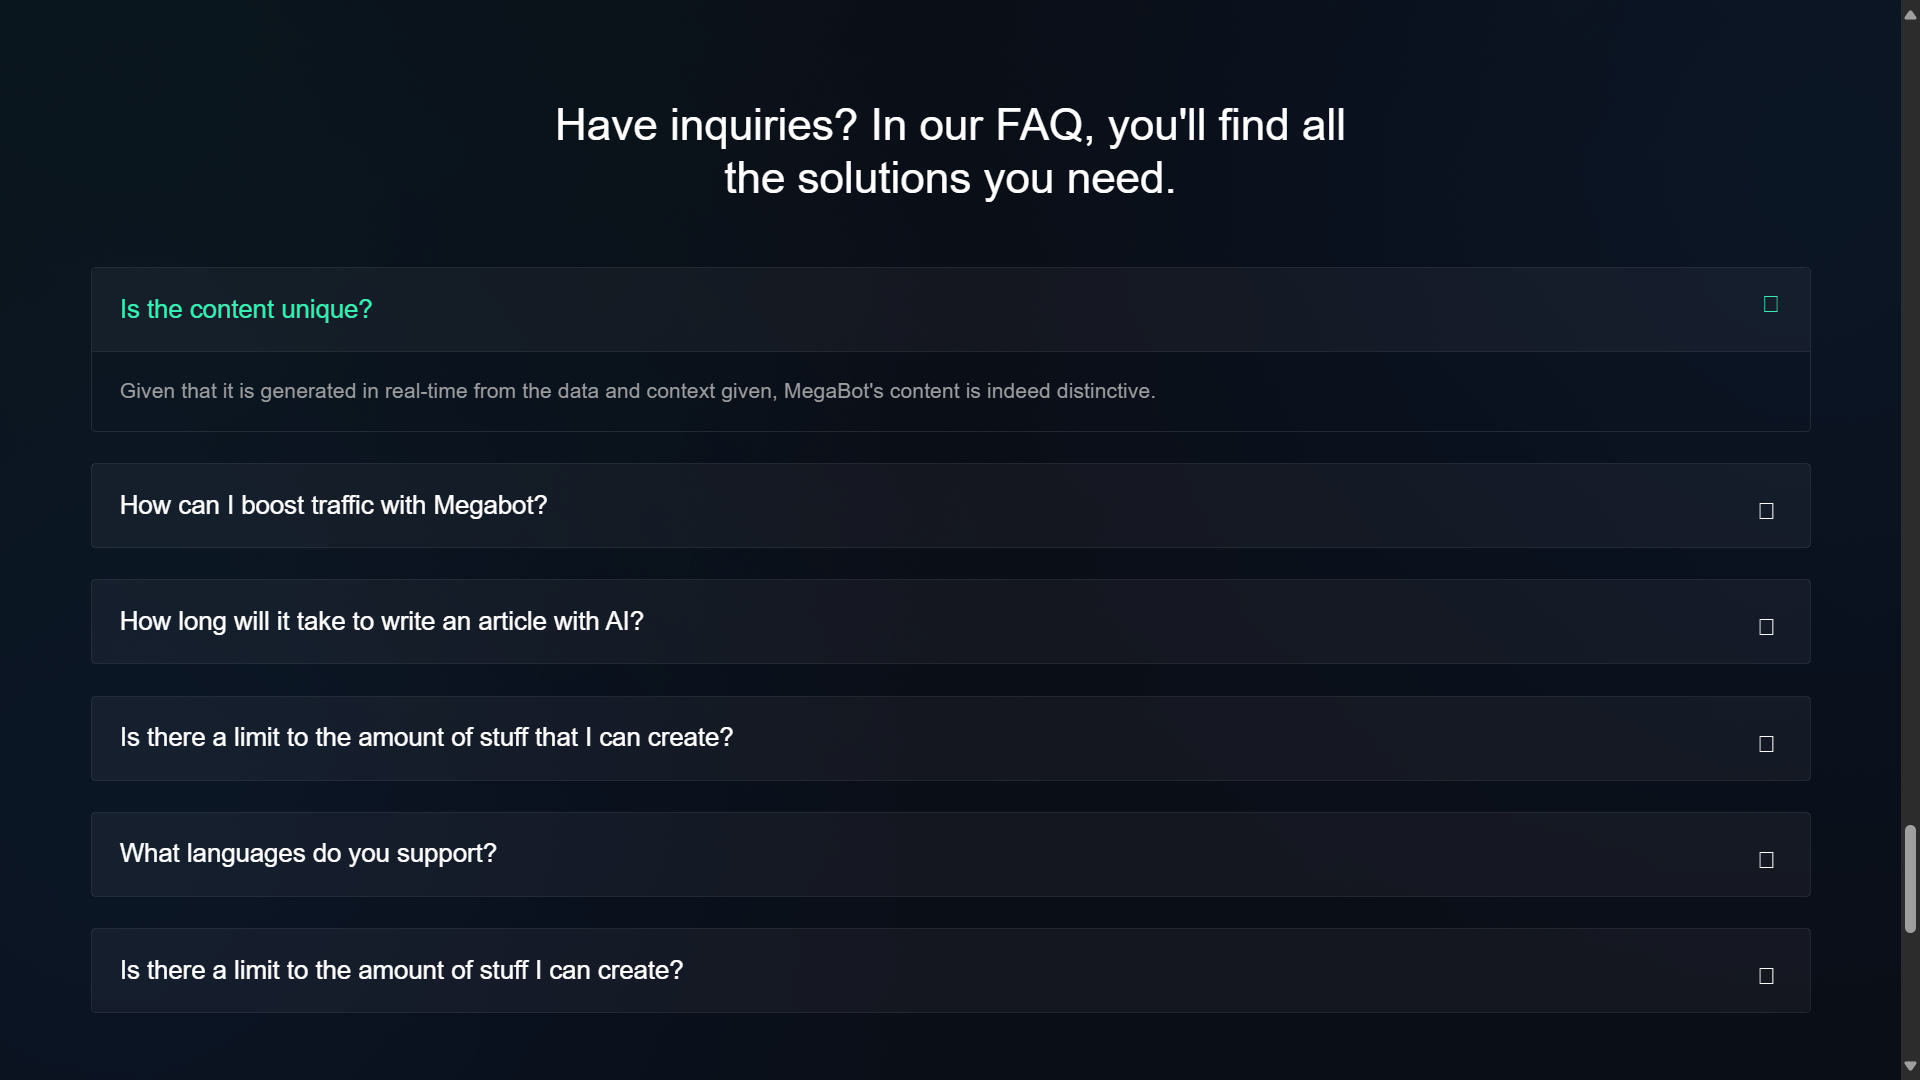 Have inquiries? In our FAQ, you'll find all
the solutions you need.
Is the content unique?
Given that it is generated in real-time from the data and context given, MegaBot's content is indeed distinctive.
How can I boost traffic with Megabot?
How long will it take to write an article with AI?
Is there a limit to the amount of stuff that I can create?
What languages do you support?
Is there a limit to the amount of stuff I can create?